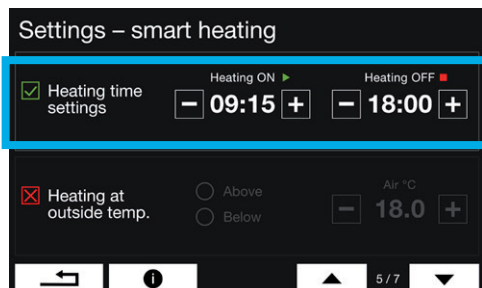 Settings – smart heating
Heating ON Heating OFF
Heating time settings
– 09:15 + – 18:00 +
Heating at outside temp.
Above
Below
Air °C
– 18.0 +
i 5/7